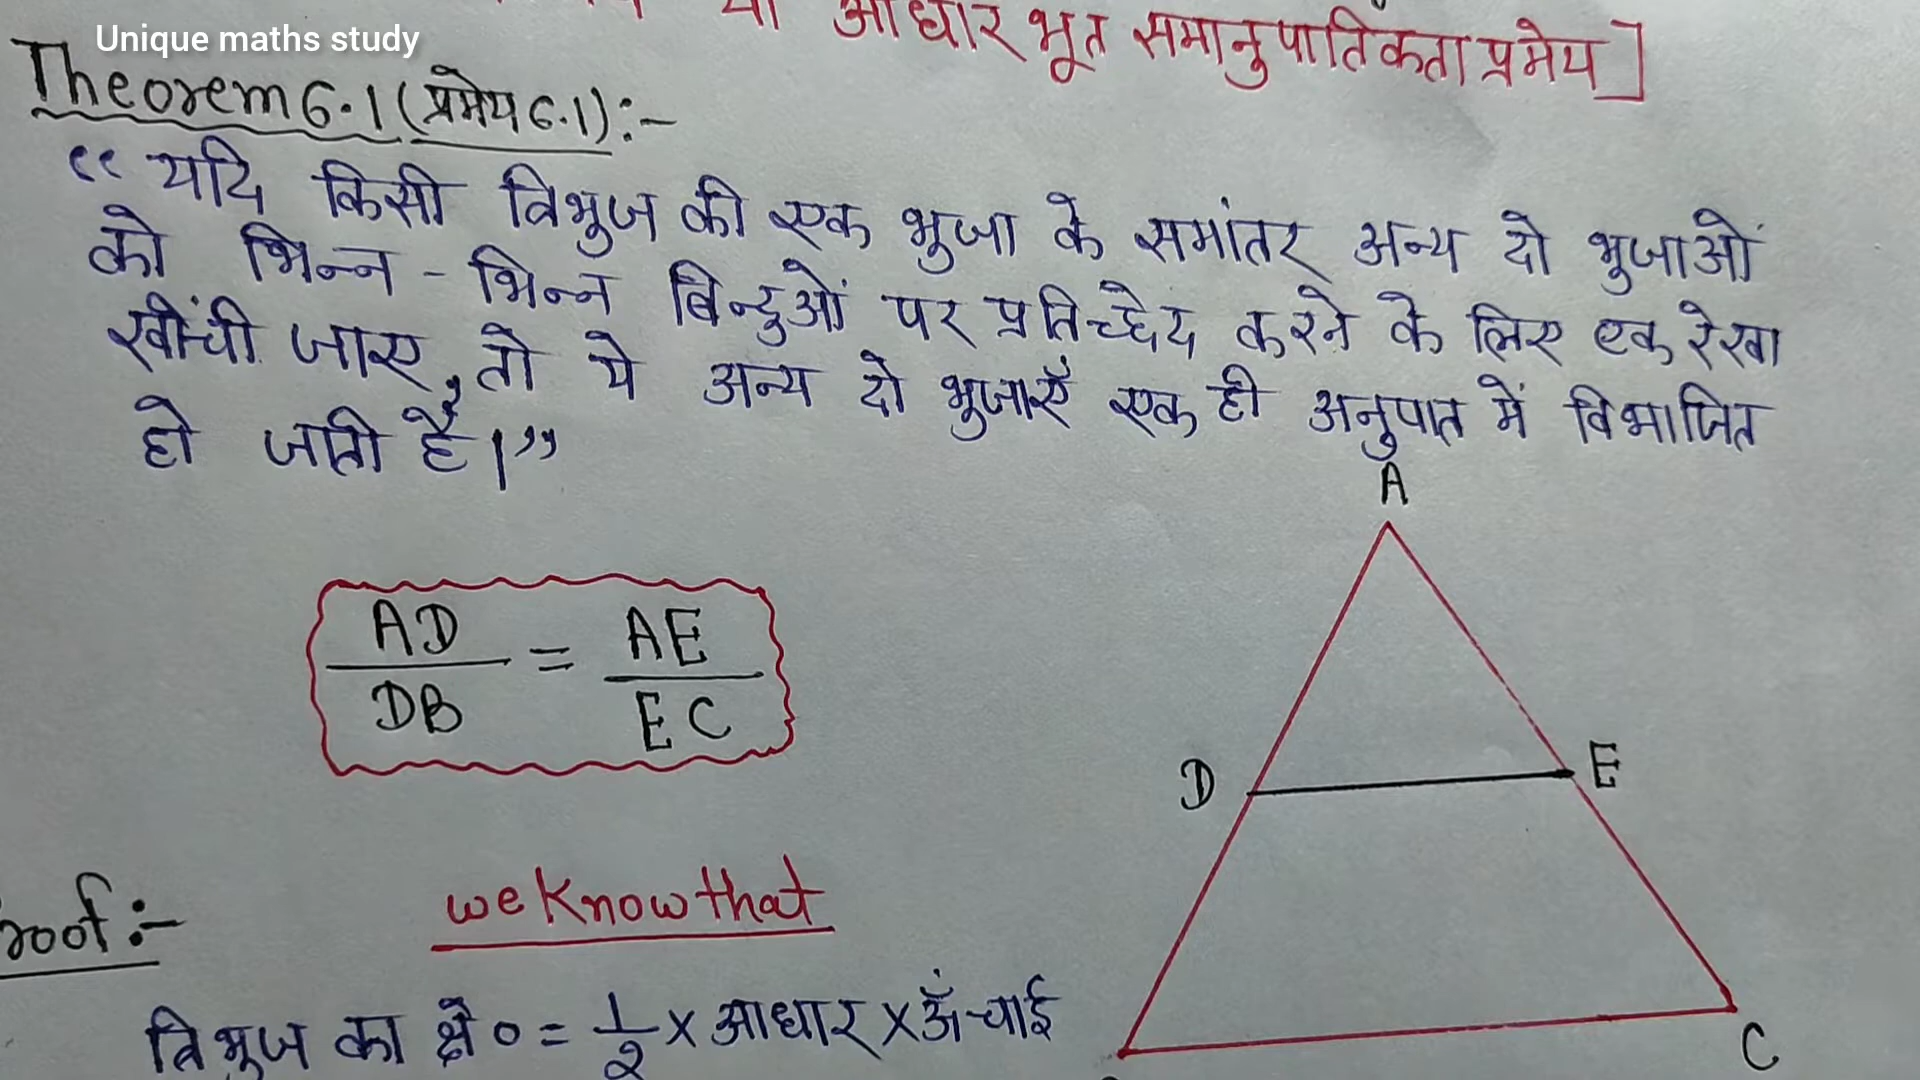 या आधारभूत समानुपातिकता प्रमेय]
Unique maths study
Theorem 6.1 (प्रमेय 6.1) :-
“ यदि किसी त्रिभुज की एक भुजा के समांतर अन्य दो भुजाओं
को भिन्न - भिन्न बिन्दुओं पर प्रतिच्छेद करने के लिए एक रेखा
खींची जाए, तो ये अन्य दो भुजाएँ एक ही अनुपात में विभाजित
हो जाती है।”
A
AD/DB = AE/EC
D E
we Know that
roof :-
त्रिभुज का क्षे० = 1/2 × आधार × ऊँचाई
C